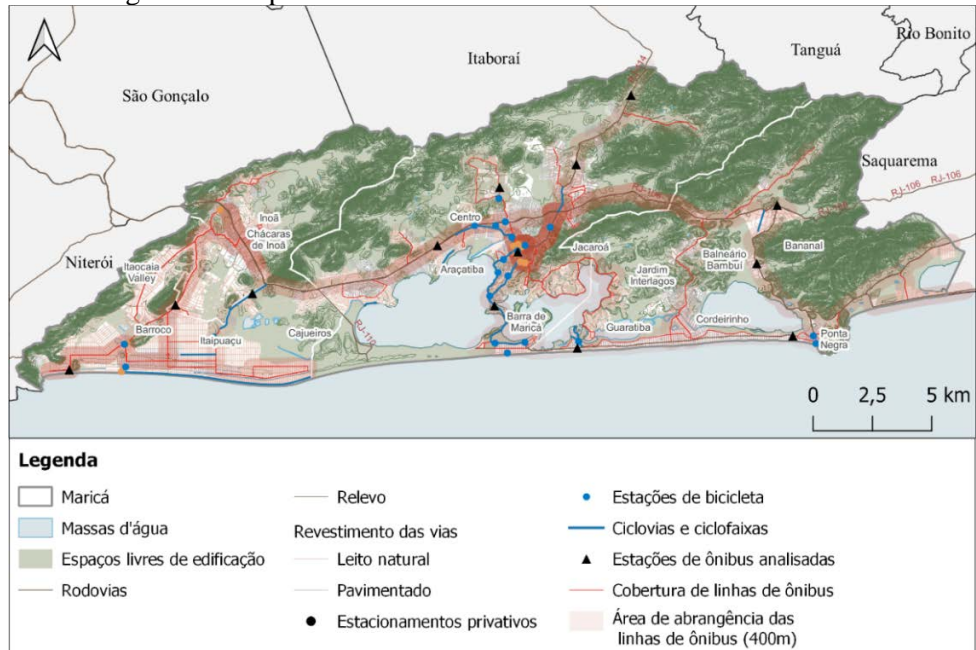 Rio Bonito
Tanguá
Itaboraí
São Gonçalo
Saquarema
RJ-106
RJ-106
Inoã
Chácaras
de Inoã
Centro
Niterói
Itaocaia
Valley
Araçatiba
Jacaroá
Balneário
Bambuí
Bananal
Jardim
Interlagos
Barroco
Itaipuaçu
Cajueiros
RJ-110
Barra de
Maricá
Guaratiba
Cordeirinho
Ponta
Negra
0 2,5 5 km
Legenda
Maricá
Massas d'água
Espaços livres de edificação
Rodovias
Relevo
Revestimento das vias
Leito natural
Pavimentado
Estacionamentos privativos
Estações de bicicleta
Ciclovias e ciclofaixas
Estações de ônibus analisadas
Cobertura de linhas de ônibus
Área de abrangência das
linhas de ônibus (400m)